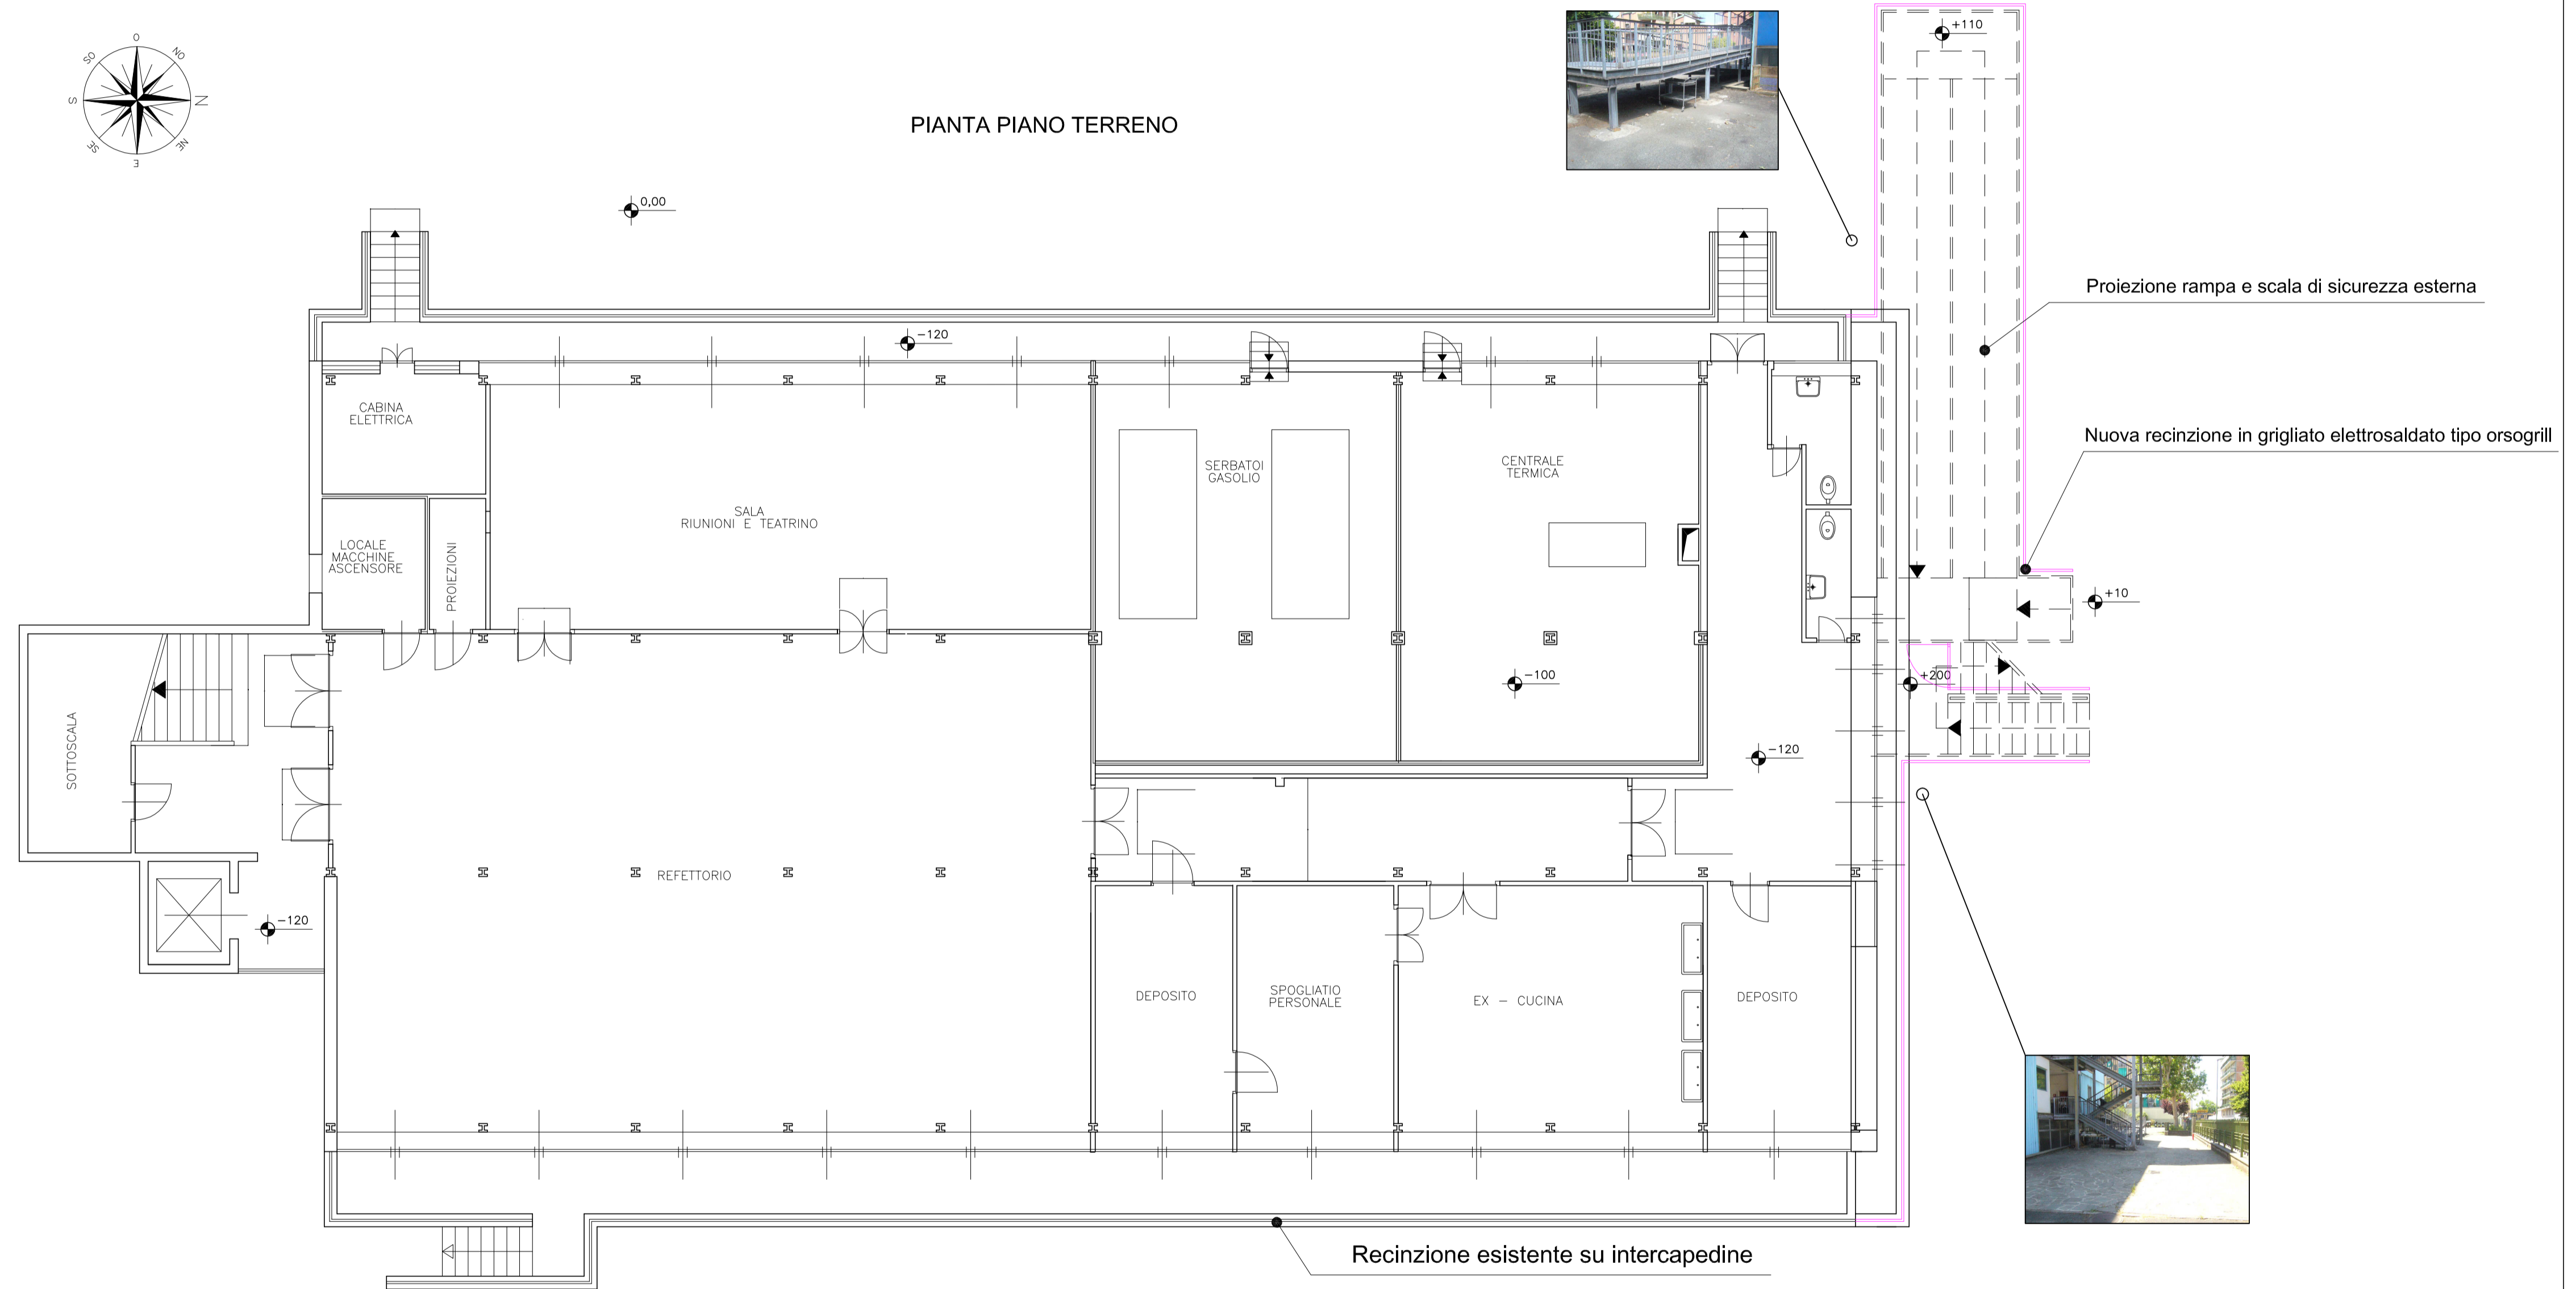 O
SO
NO
S
N
SE
NE
E
PIANTA PIANO TERRENO
+110
0,00
Proiezione rampa e scala di sicurezza esterna
-120
CABINA
ELETTRICA
Nuova recinzione in grigliato elettrosaldato tipo orsogrill
SERBATOI
GASOLIO
CENTRALE
TERMICA
SALA
RIUNIONI E TEATRINO
LOCALE
MACCHINE
ASCENSORE
PROIEZIONI
+10
-100
+200
SOTTOSCALA
-120
REFETTORIO
-120
DEPOSITO
SPOGLIATIO
PERSONALE
EX - CUCINA
DEPOSITO
Recinzione esistente su intercapedine